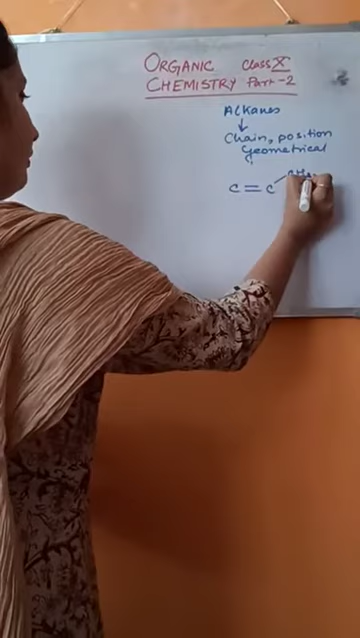 ORGANIC Class X
CHEMISTRY Part-2
Alkanes
↓
Chain, position
Geometrical
C = C